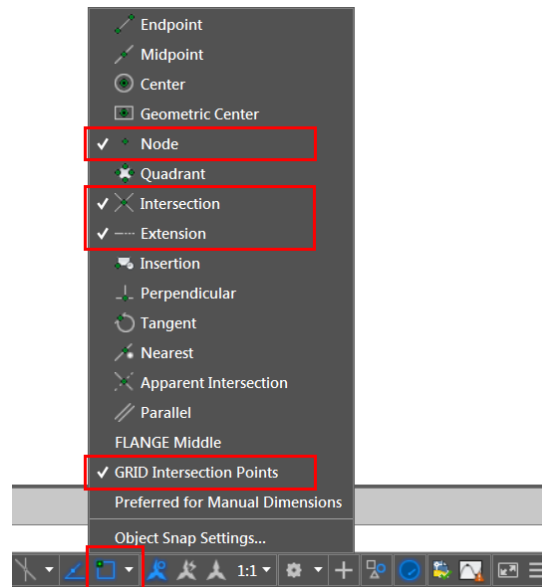 Endpoint
Midpoint
Center
Geometric Center
Node
Quadrant
Intersection
Extension
Insertion
Perpendicular
Tangent
Nearest
Apparent Intersection
Parallel
FLANGE Middle
GRID Intersection Points
Preferred for Manual Dimensions
Object Snap Settings...
1:1